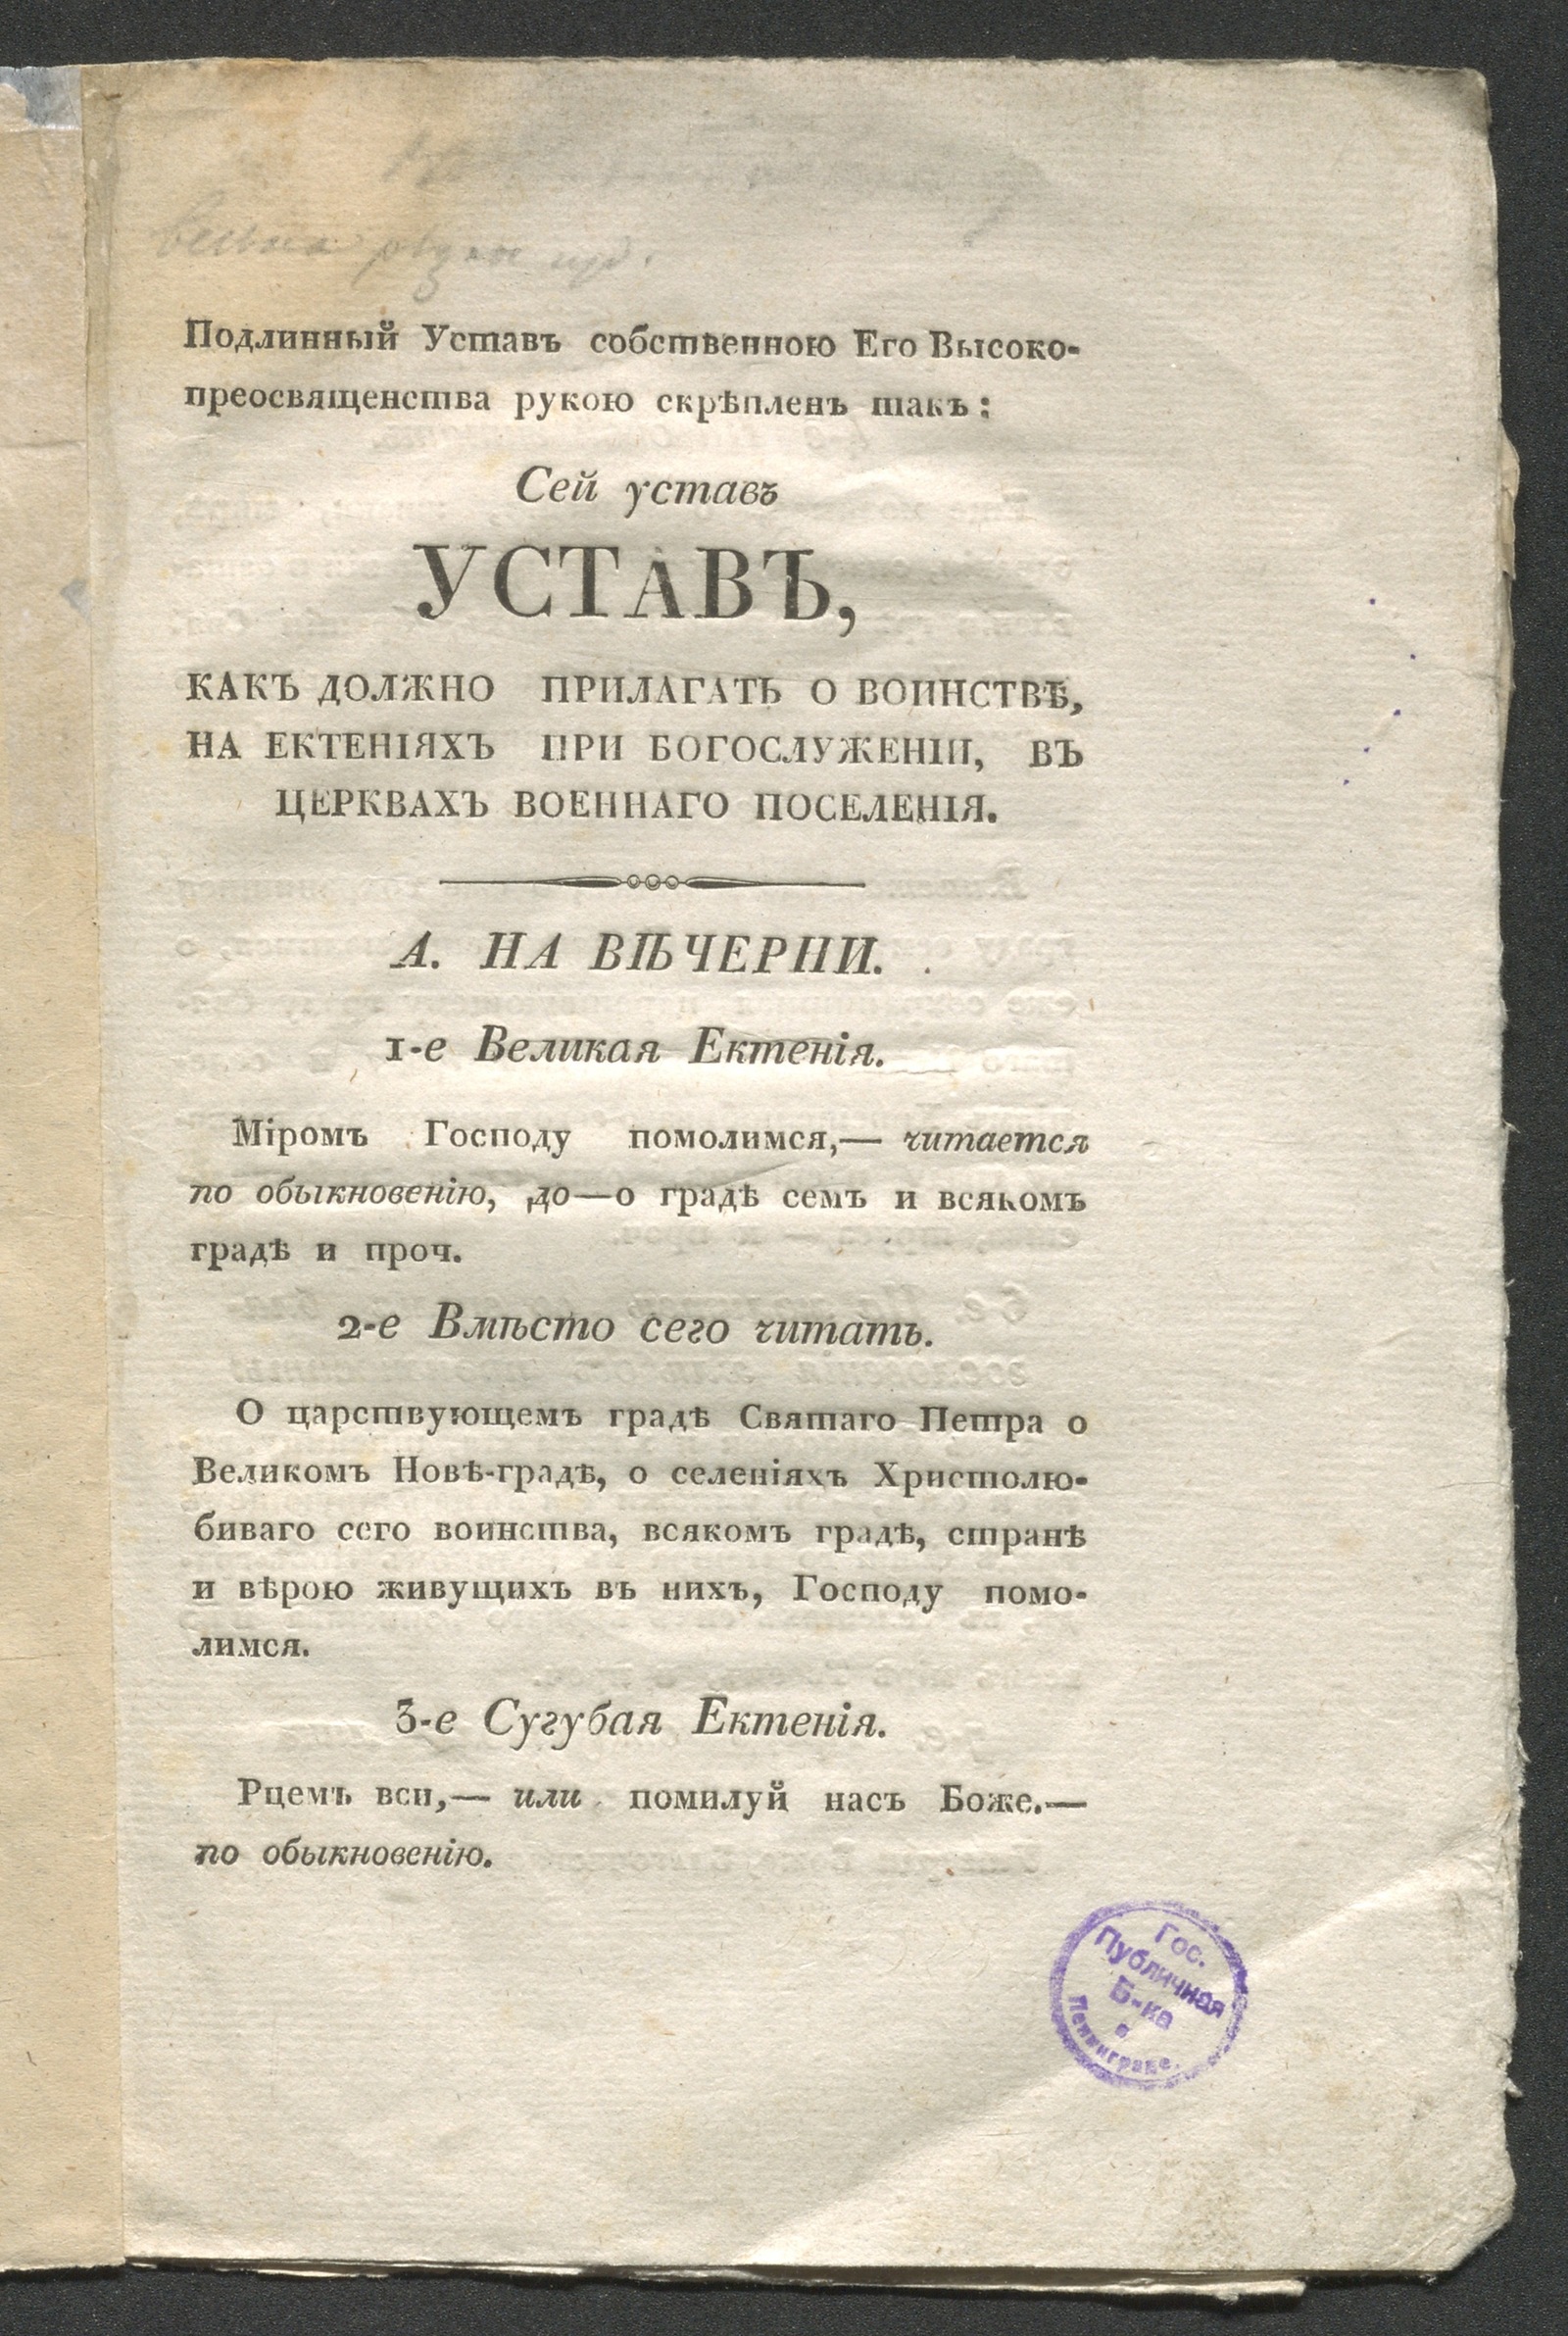 Подлинный Уставъ собственною Его Высоко-
преосвященства рукою скрѣпленъ такъ:
Сей уставъ
УСТАВЪ,
КАКЪ ДОЛЖНО ПРИЛАГАТЬ О ВОИНСТВѢ,
НА ЕКТЕНІЯХЪ ПРИ БОГОСЛУЖЕНІИ, ВЪ
ЦЕРКВАХЪ ВОЕННАГО ПОСЕЛЕНІЯ.
А. НА ВѢЧЕРНИ.
1-е Великая Ектенія.
Міромъ Господу помолимся,— читается
по обыкновенію, до—о градѣ семъ и всякомъ
градѣ и проч.
2-е Вмѣсто сего читать.
О царствующемъ градѣ Святаго Петра о
Великомъ Новѣ-градѣ, о селеніяхъ Христолю-
биваго сего воинства, всякомъ градѣ, странѣ
и вѣрою живущихъ въ нихъ, Господу помо-
лимся.
3-е Сугубая Ектенія.
Рцемъ вси,— или помилуй насъ Боже.—
по обыкновенію.
Гос.
Публичная
Б-ка
в
Ленинграде.